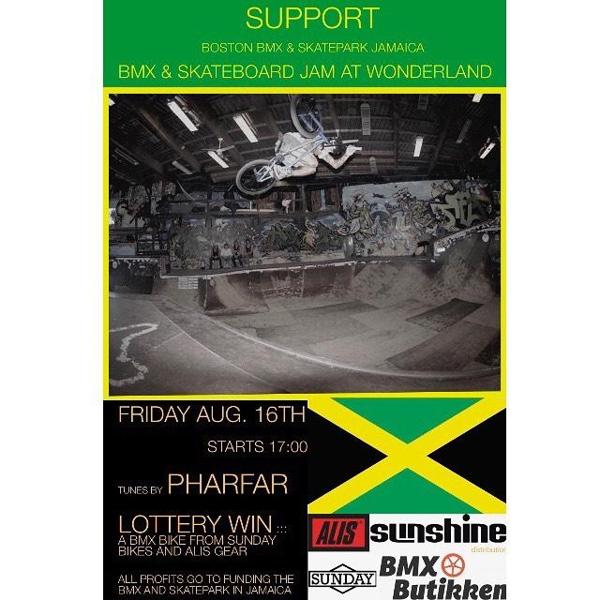 SUPPORT
BOSTON BMX & SKATEPARK JAMAICA
BMX & SKATEBOARD JAM AT WONDERLAND
FRIDAY AUG. 16TH
STARTS 17:00
TUNES BY PHARFAR
LOTTERY WIN :::
A BMX BIKE FROM SUNDAY
BIKES AND ALIS GEAR
ALL PROFITS GO TO FUNDING THE
BMX AND SKATEPARK IN JAMAICA
ALIS
sunshine
distribution
SUNDAY
BMX
Butikken